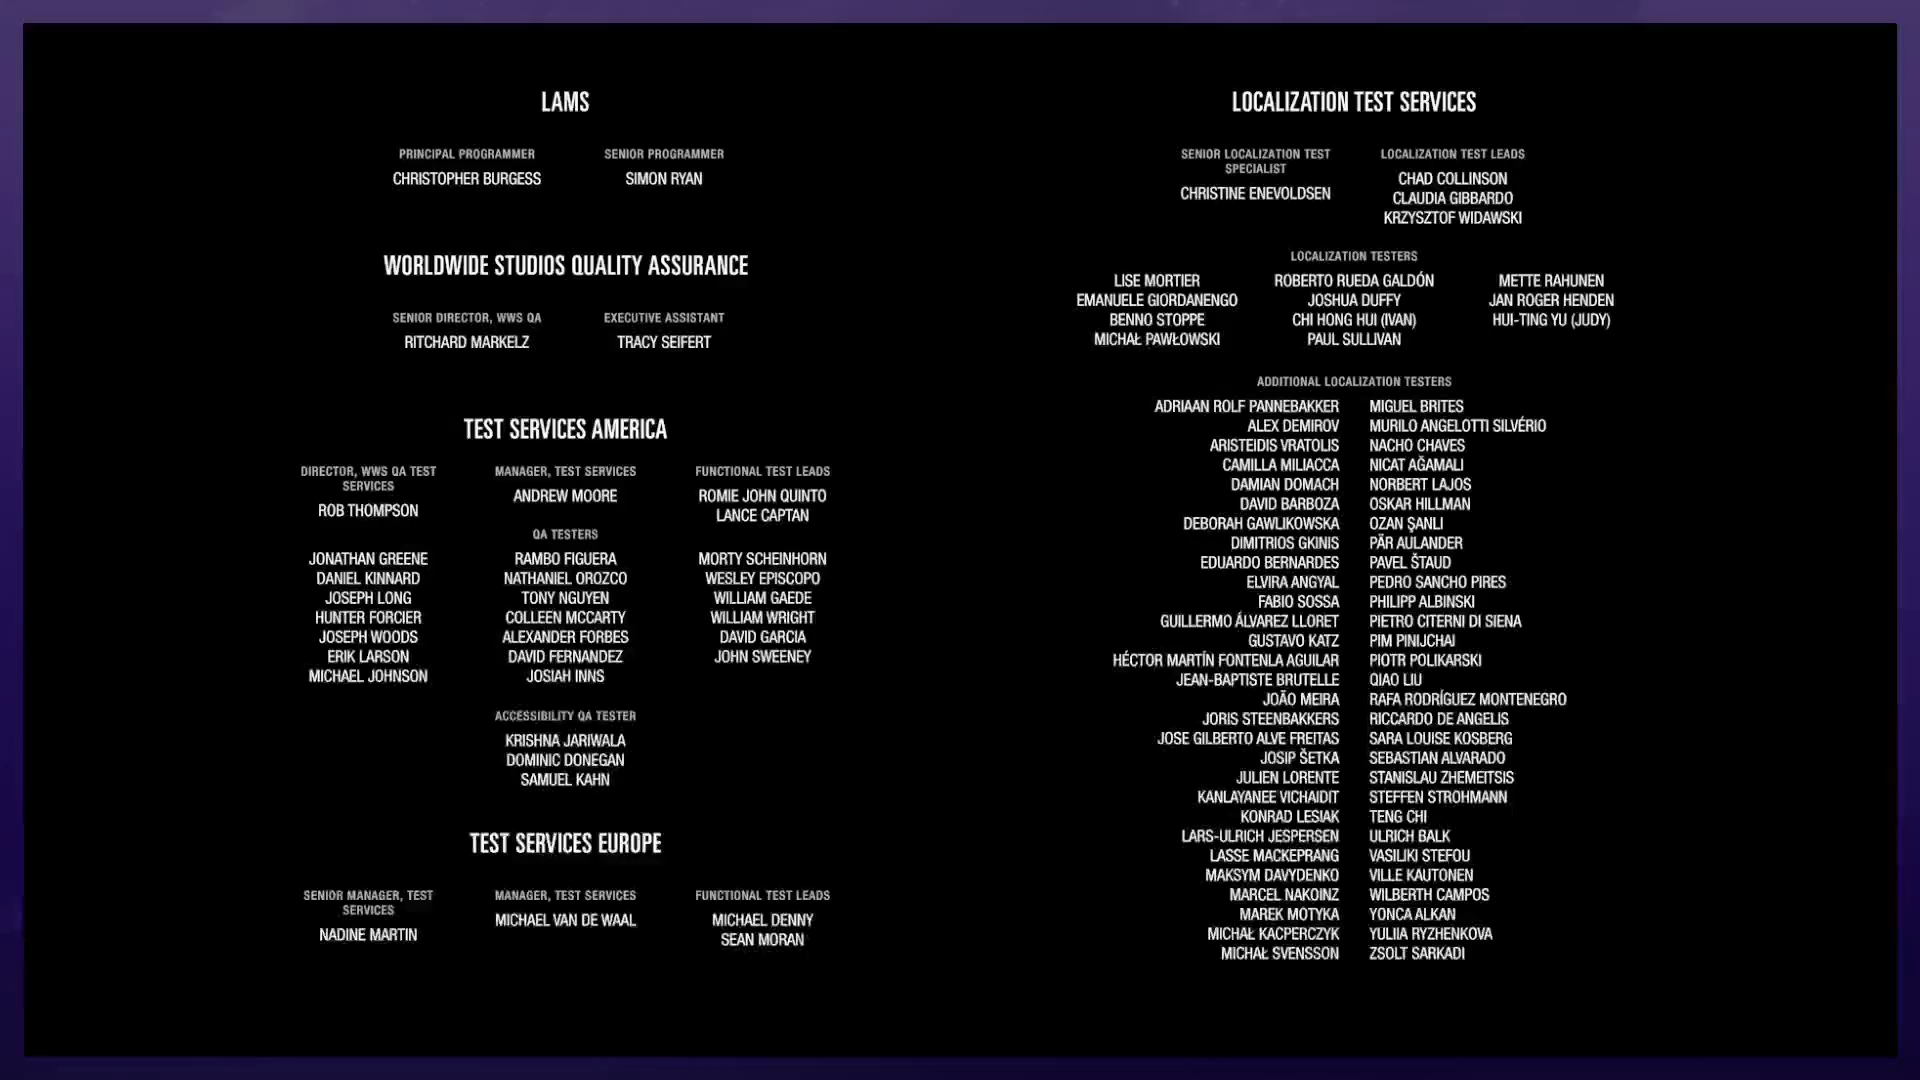 LAMS
PRINCIPAL PROGRAMMER
CHRISTOPHER BURGESS
SENIOR PROGRAMMER
SIMON RYAN
WORLDWIDE STUDIOS QUALITY ASSURANCE
SENIOR DIRECTOR, WWS QA
RITCHARD MARKELZ
EXECUTIVE ASSISTANT
TRACY SEIFERT
TEST SERVICES AMERICA
DIRECTOR, WWS QA TEST
SERVICES
ROB THOMPSON
MANAGER, TEST SERVICES
ANDREW MOORE
FUNCTIONAL TEST LEADS
ROMIE JOHN QUINTO
LANCE CAPTAN
QA TESTERS
JONATHAN GREENE
DANIEL KINNARD
JOSEPH LONG
HUNTER FORCIER
JOSEPH WOODS
ERIK LARSON
MICHAEL JOHNSON
RAMBO FIGUERA
NATHANIEL OROZCO
TONY NGUYEN
COLLEEN MCCARTY
ALEXANDER FORBES
DAVID FERNANDEZ
JOSIAH INNS
MORTY SCHEINHORN
WESLEY EPISCOPO
WILLIAM GAEDE
WILLIAM WRIGHT
DAVID GARCIA
JOHN SWEENEY
ACCESSIBILITY QA TESTER
KRISHNA JARIWALA
DOMINIC DONEGAN
SAMUEL KAHN
TEST SERVICES EUROPE
SENIOR MANAGER, TEST
SERVICES
NADINE MARTIN
MANAGER, TEST SERVICES
MICHAEL VAN DE WAAL
FUNCTIONAL TEST LEADS
MICHAEL DENNY
SEAN MORAN
LOCALIZATION TEST SERVICES
SENIOR LOCALIZATION TEST
SPECIALIST
CHRISTINE ENEVOLDSEN
LOCALIZATION TEST LEADS
CHAD COLLINSON
CLAUDIA GIBBARDO
KRZYSZTOF WIDAWSKI
LOCALIZATION TESTERS
LISE MORTIER
EMANUELE GIORDANENGO
BENNO STOPPE
MICHAŁ PAWŁOWSKI
ROBERTO RUEDA GALDÓN
JOSHUA DUFFY
CHI HONG HUI (IVAN)
PAUL SULLIVAN
METTE RAHUNEN
JAN ROGER HENDEN
HUI-TING YU (JUDY)
ADDITIONAL LOCALIZATION TESTERS
ADRIAAN ROLF PANNEBAKKER
ALEX DEMIROV
ARISTEIDIS VRATOLIS
CAMILLA MILIACCA
DAMIAN DOMACH
DAVID BARBOZA
DEBORAH GAWLIKOWSKA
DIMITRIOS GKINIS
EDUARDO BERNARDES
ELVIRA ANGYAL
FABIO SOSSA
GUILLERMO ÁLVAREZ LLORET
GUSTAVO KATZ
HÉCTOR MARTÍN FONTENLA AGUILAR
JEAN-BAPTISTE BRUTELLE
JOÃO MEIRA
JORIS STEENBAKKERS
JOSE GILBERTO ALVE FREITAS
JOSIP ŠETKA
JULIEN LORENTE
KANLAYANEE VICHAIDIT
KONRAD LESIAK
LARS-ULRICH JESPERSEN
LASSE MACKEPRANG
MAKSYM DAVYDENKO
MARCEL NAKOINZ
MAREK MOTYKA
MICHAŁ KACPERCZYK
MICHAŁ SVENSSON
MIGUEL BRITES
MURILO ANGELOTTI SILVÉRIO
NACHO CHAVES
NICAT AĞAMALI
NORBERT LAJOS
OSKAR HILLMAN
OZAN ŞANLI
PÄR AULANDER
PAVEL ŠTAUD
PEDRO SANCHO PIRES
PHILIPP ALBINSKI
PIETRO CITERNI DI SIENA
PIM PINIJCHAI
PIOTR POLIKARSKI
QIAO LIU
RAFA RODRÍGUEZ MONTENEGRO
RICCARDO DE ANGELIS
SARA LOUISE KOSBERG
SEBASTIAN ALVARADO
STANISLAU ZHEMEITSIS
STEFFEN STROHMANN
TENG CHI
ULRICH BALK
VASILIKI STEFOU
VILLE KAUTONEN
WILBERTH CAMPOS
YONCA ALKAN
YULIIA RYZHENKOVA
ZSOLT SARKADI